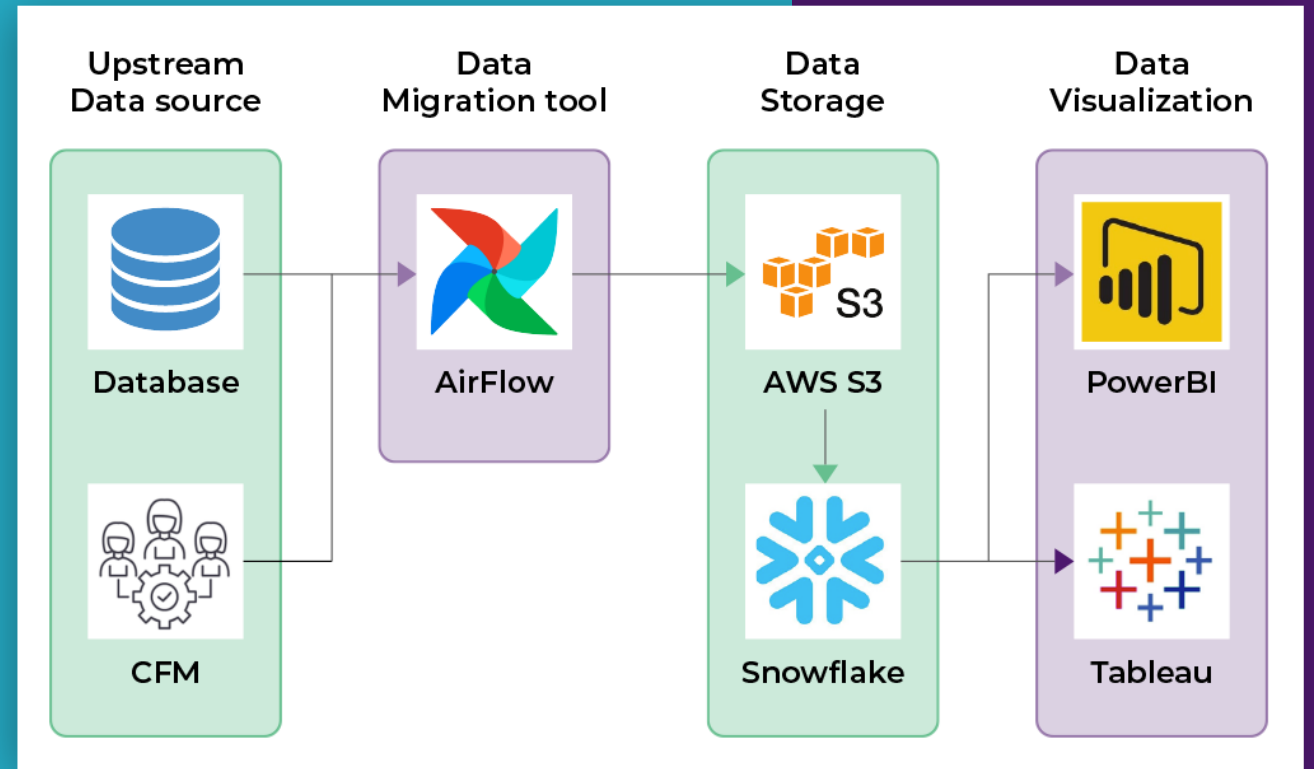 Upstream
Data source
Data
Migration tool
Data
Storage
Data
Visualization
Database
AirFlow
S3
AWS S3
PowerBI
CFM
Snowflake
Tableau